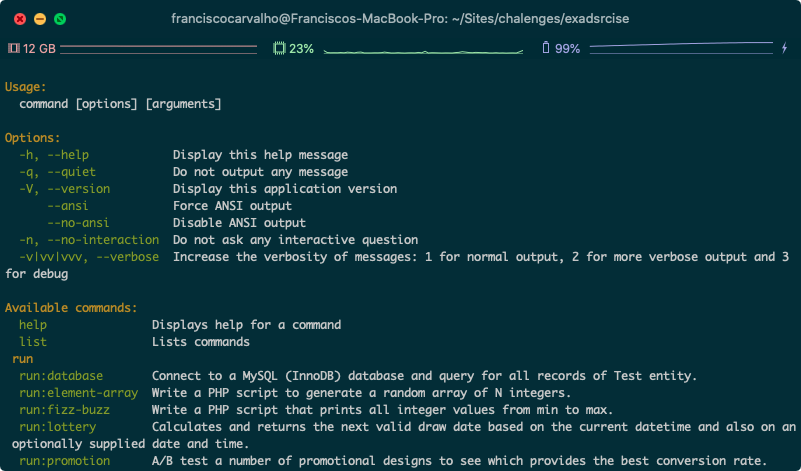 franciscocarvalho@Franciscos-MacBook-Pro: ~/Sites/chalenges/exadsrcise
12 GB 23% 99%
Usage:
command [options] [arguments]
Options:
-h, --help Display this help message
-q, --quiet Do not output any message
-V, --version Display this application version
--ansi Force ANSI output
--no-ansi Disable ANSI output
-n, --no-interaction Do not ask any interactive question
-v|vv|vvv, --verbose Increase the verbosity of messages: 1 for normal output, 2 for more verbose output and 3
for debug
Available commands:
help Displays help for a command
list Lists commands
run
run:database Connect to a MySQL (InnoDB) database and query for all records of Test entity.
run:element-array Write a PHP script to generate a random array of N integers.
run:fizz-buzz Write a PHP script that prints all integer values from min to max.
run:lottery Calculates and returns the next valid draw date based on the current datetime and also on an
optionally supplied date and time.
run:promotion A/B test a number of promotional designs to see which provides the best conversion rate.